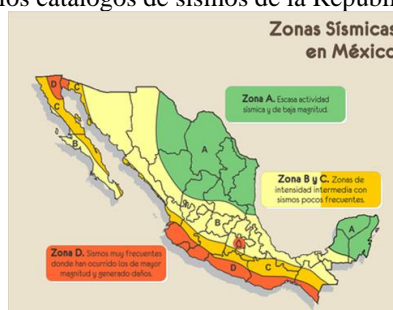 los catálogos de sismos de la Repúbl
Zonas Sísmicas
en México
Zona A. Escasa actividad
sísmica y de baja magnitud.
Zona B y C. Zonas de
intensidad intermedia con
sismos pocos frecuentes.
Zona D. Sismos muy frecuentes
donde han ocurrido los de mayor
magnitud y generado daños.
D
C
B
A
B
B
A
D
C